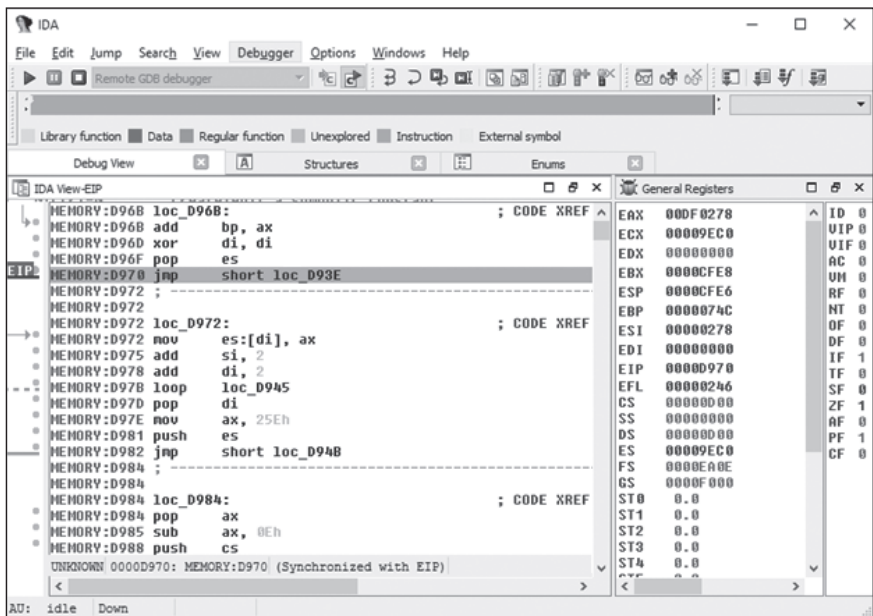 IDA
File Edit Jump Search View Debugger Options Windows Help
Remote GDB debugger
Library function Data Regular function Unexplored Instruction External symbol
Debug View Structures Enums
IDA View-EIP
MEMORY:D96B loc_D96B: ; CODE XREF
MEMORY:D96B add bp, ax
MEMORY:D96D xor di, di
MEMORY:D96F pop es
EIP MEMORY:D970 jmp short loc_D93E
MEMORY:D972 ; ---------------------------------------------------
MEMORY:D972
MEMORY:D972 loc_D972: ; CODE XREF
MEMORY:D972 mov es:[di], ax
MEMORY:D975 add si, 2
MEMORY:D978 add di, 2
MEMORY:D97B loop loc_D945
MEMORY:D97D pop di
MEMORY:D97E mov ax, 25Eh
MEMORY:D981 push es
MEMORY:D982 jmp short loc_D94B
MEMORY:D984 ; ---------------------------------------------------
MEMORY:D984
MEMORY:D984 loc_D984: ; CODE XREF
MEMORY:D984 pop ax
MEMORY:D985 sub ax, 0Eh
MEMORY:D988 push cs
UNKNOWN 0000D970: MEMORY:D970 (Synchronized with EIP)
General Registers
EAX 00DF0278
ECX 00009EC0
EDX 00000000
EBX 0000CFE8
ESP 0000CFE6
EBP 0000074C
ESI 00000278
EDI 00000000
EIP 0000D970
EFL 00000246
CS 00000D00
SS 00000000
DS 00000D00
ES 00009EC0
FS 0000EA0E
GS 0000F000
ST0 0.0
ST1 0.0
ST2 0.0
ST3 0.0
ST4 0.0
ID 0
VIP 0
VIF 0
AC 0
VM 0
RF 0
NT 0
OF 0
DF 0
IF 1
TF 0
SF 0
ZF 1
AF 0
PF 1
CF 0
AU: idle Down